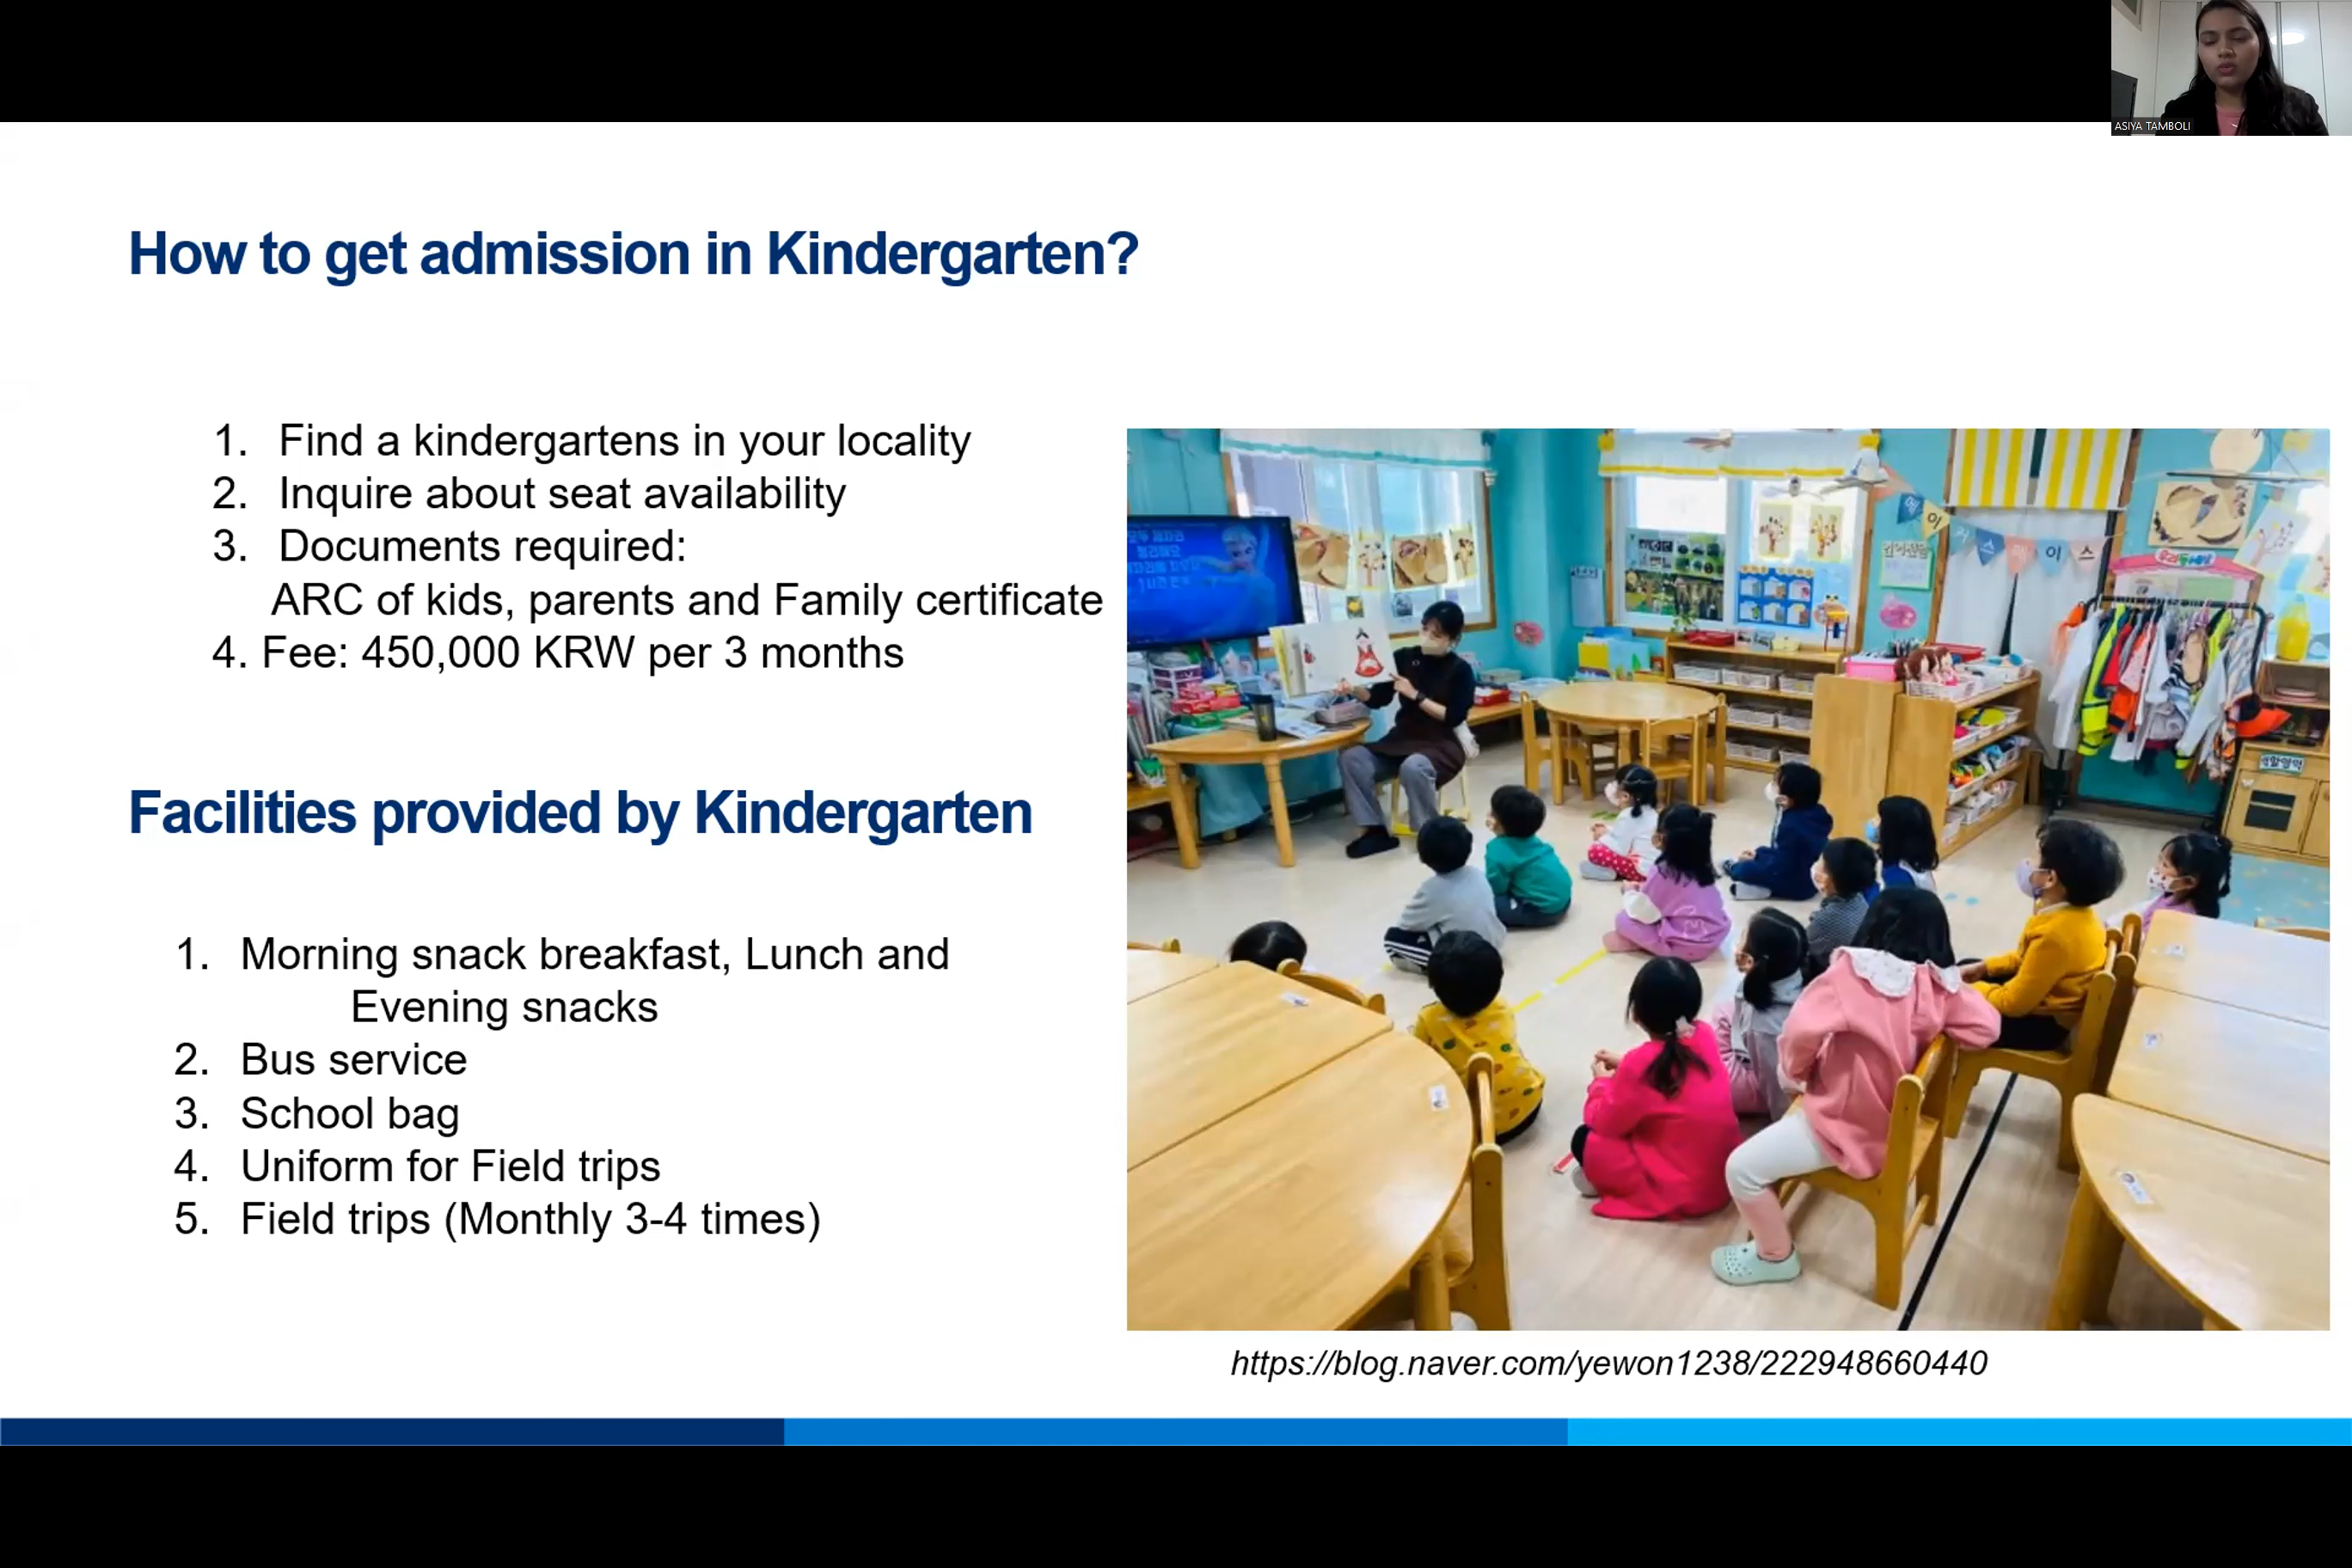 ASIYA TAMBOLI
How to get admission in Kindergarten?
1. Find a kindergartens in your locality
2. Inquire about seat availability
3. Documents required:
ARC of kids, parents and Family certificate
4. Fee: 450,000 KRW per 3 months
Facilities provided by Kindergarten
1. Morning snack breakfast, Lunch and
Evening snacks
2. Bus service
3. School bag
4. Uniform for Field trips
5. Field trips (Monthly 3-4 times)
https://blog.naver.com/yewon1238/222948660440